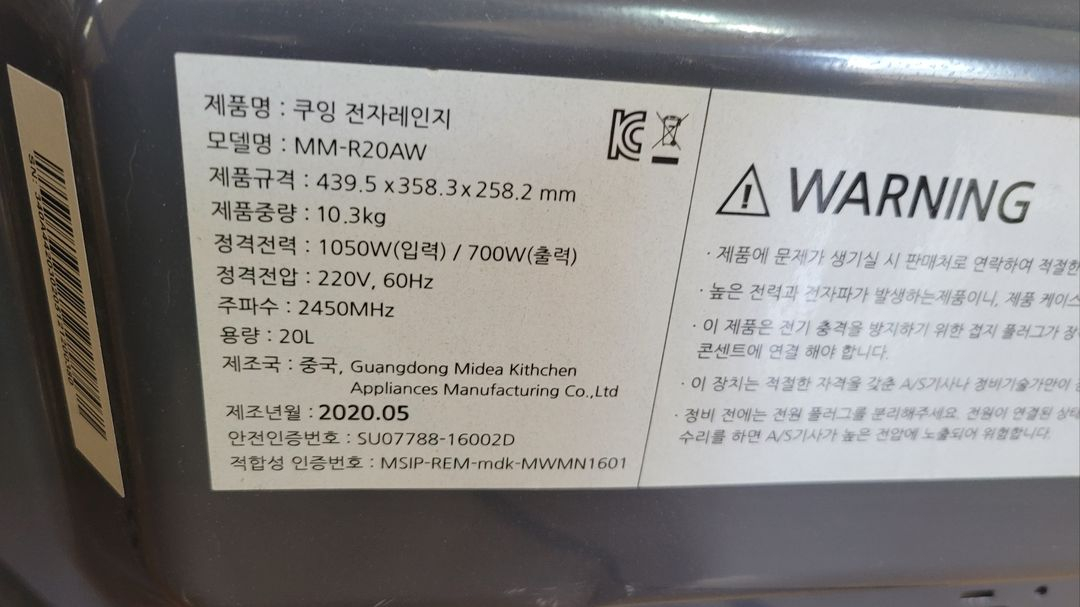 제품명 : 쿠잉 전자레인지
모델명 : MM-R20AW
제품규격 : 439.5 x 358.3 x 258.2 mm
제품중량 : 10.3kg
정격전력 : 1050W(입력) / 700W(출력)
정격전압 : 220V, 60Hz
주파수 : 2450MHz
용량 : 20L
제조국 : 중국, Guangdong Midea Kithchen
Appliances Manufacturing Co.,Ltd
제조년월 : 2020.05
안전인증번호 : SU07788-16002D
적합성 인증번호 : MSIP-REM-mdk-MWMN1601
WARNING
· 제품에 문제가 생기실 시 판매처로 연락하여 적절한
· 높은 전력과 전자파가 발생하는제품이니, 제품 케이스
· 이 제품은 전기 충격을 방지하기 위한 접지 플러그가 장
콘센트에 연결 해야 합니다.
· 이 장치는 적절한 자격을 갖춘 A/S기사나 정비기술가만이
· 정비 전에는 전원 플러그를 분리해주세요. 전원이 연결된 상태
수리를 하면 A/S기사가 높은 전압에 노출되어 위험합니다.
SN: